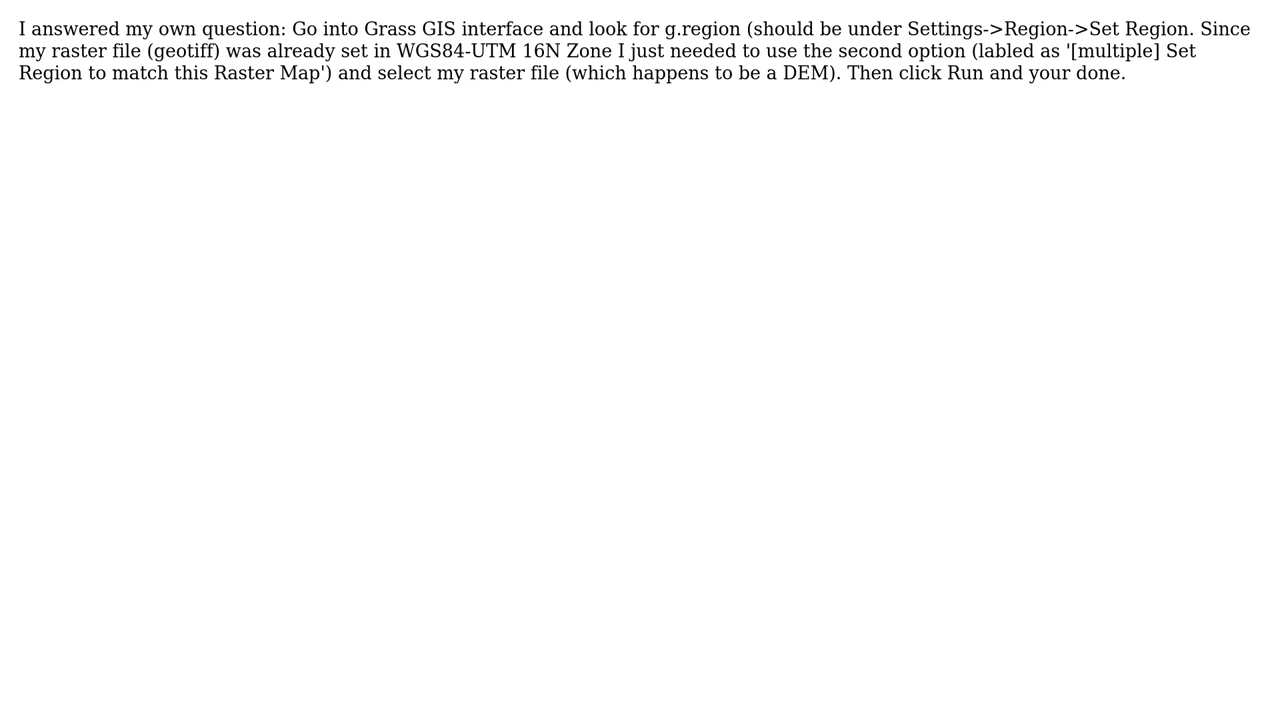 I answered my own question: Go into Grass GIS interface and look for g.region (should be under Settings->Region->Set Region. Since
my raster file (geotiff) was already set in WGS84-UTM 16N Zone I just needed to use the second option (labled as '[multiple] Set
Region to match this Raster Map') and select my raster file (which happens to be a DEM). Then click Run and your done.